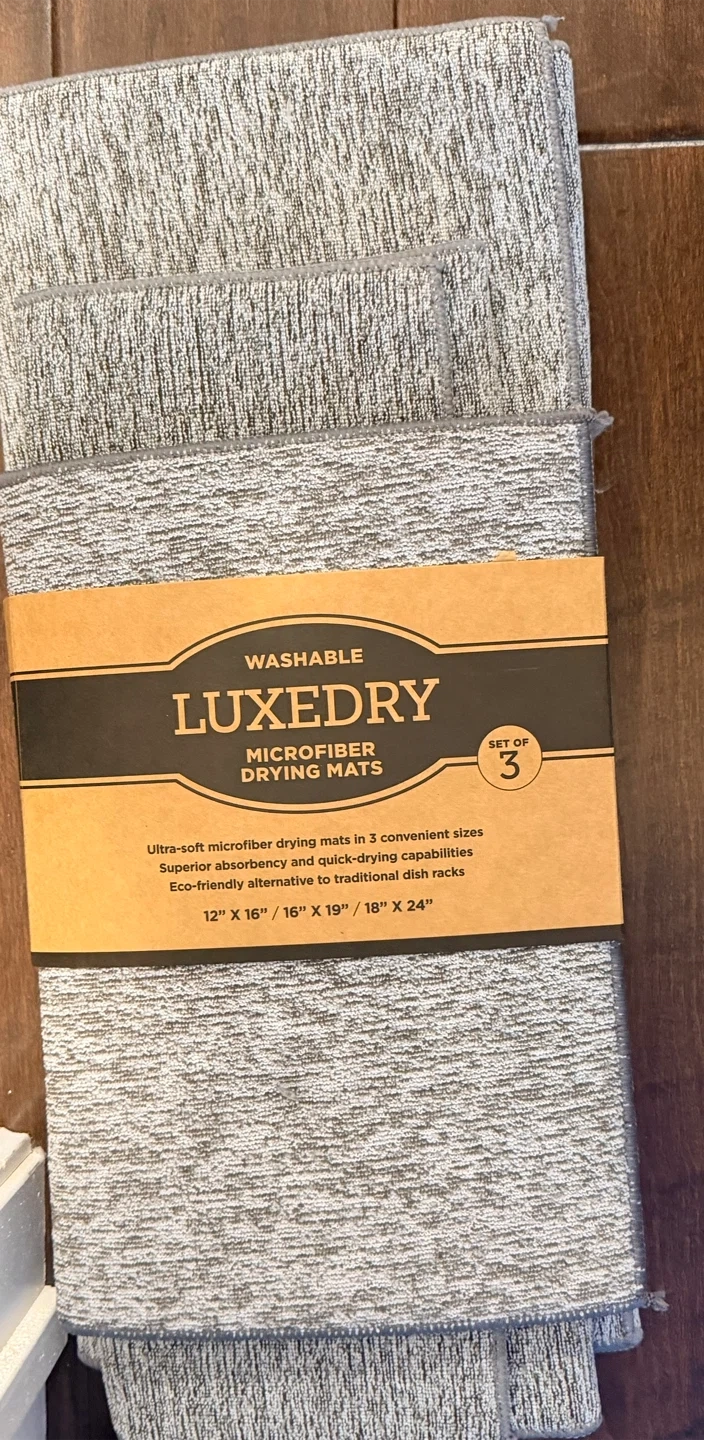 WASHABLE
LUXEDRY
MICROFIBER
DRYING MATS
SET OF
3
Ultra-soft microfiber drying mats in 3 convenient sizes
Superior absorbency and quick-drying capabilities
Eco-friendly alternative to traditional dish racks
12” X 16” / 16” X 19” / 18” X 24”